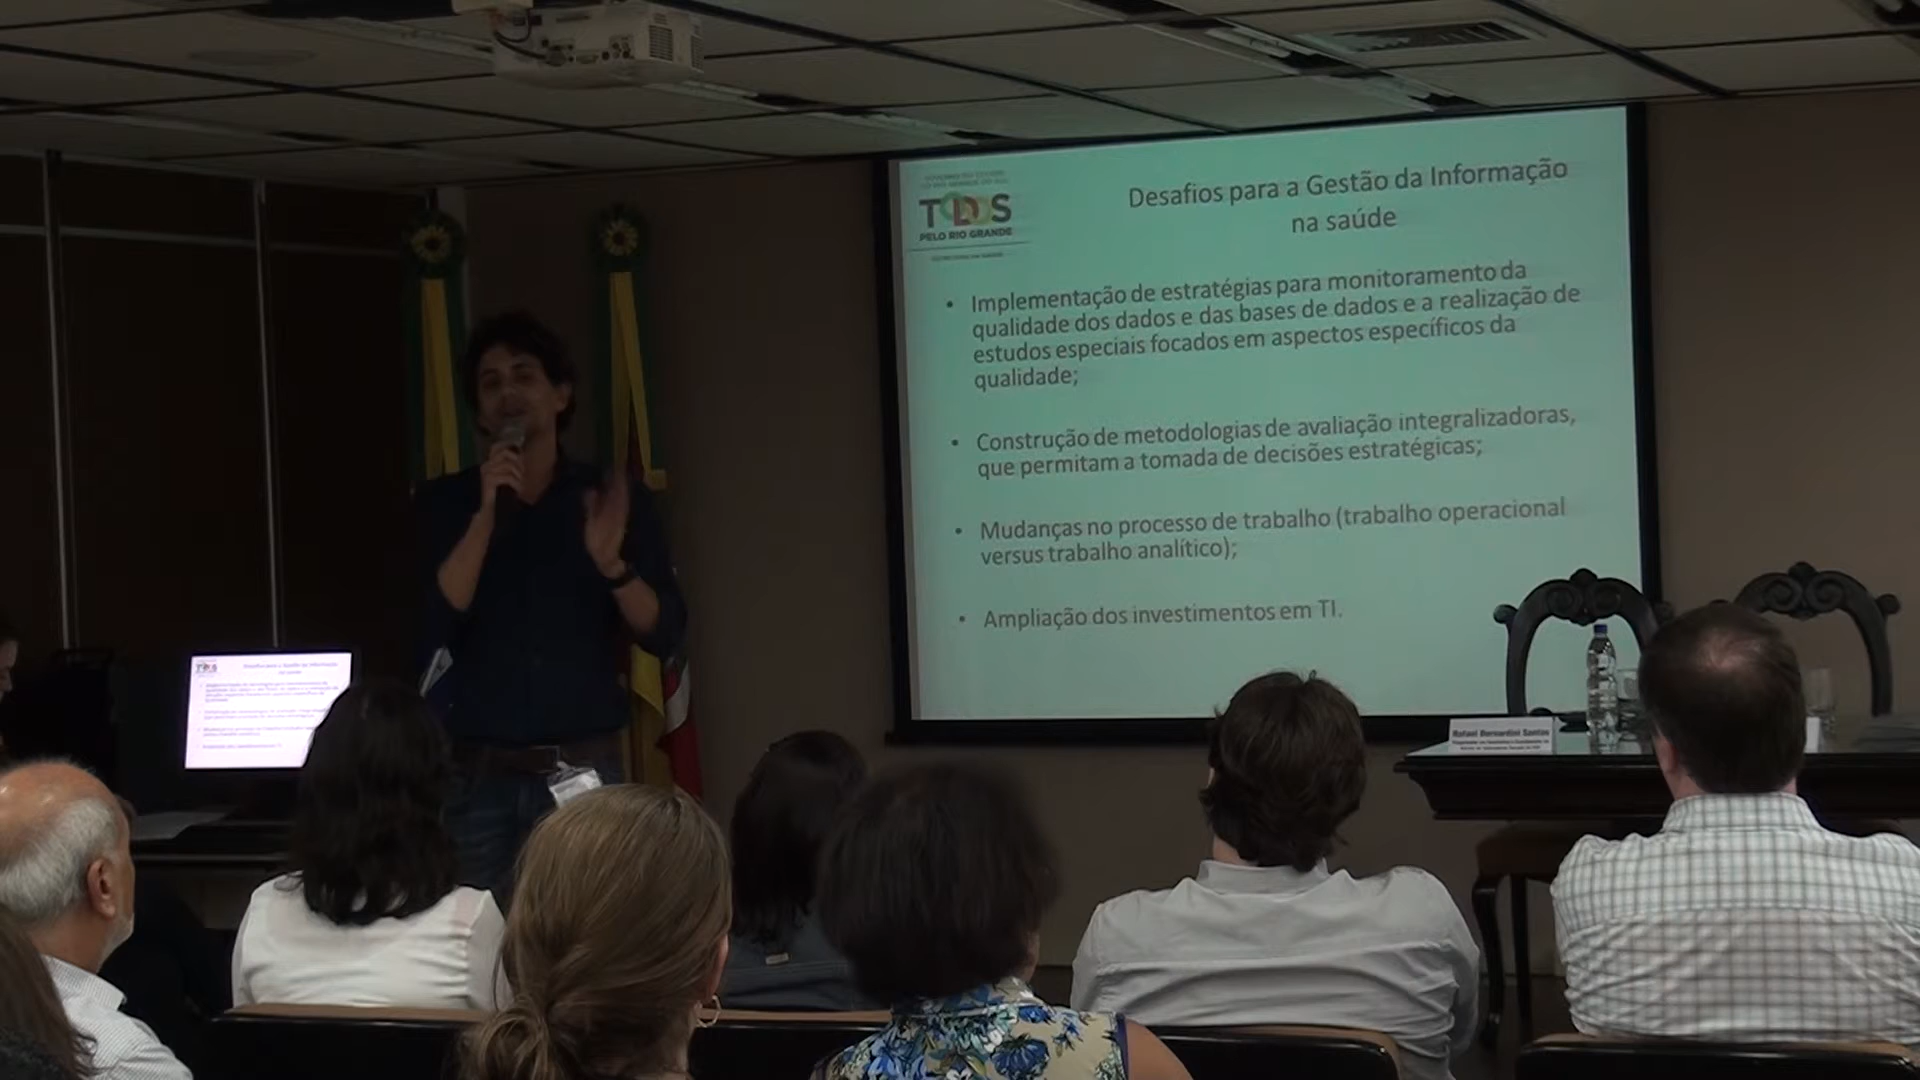 TODOS
PELO RIO GRANDE
Desafios para a Gestão da Informação
na saúde
• Implementação de estratégias para monitoramento da
qualidade dos dados e das bases de dados e a realização de
estudos especiais focados em aspectos específicos da
qualidade;
• Construção de metodologias de avaliação integralizadoras,
que permitam a tomada de decisões estratégicas;
• Mudanças no processo de trabalho (trabalho operacional
versus trabalho analítico);
• Ampliação dos investimentos em TI.
Rafael Bernardini Santos